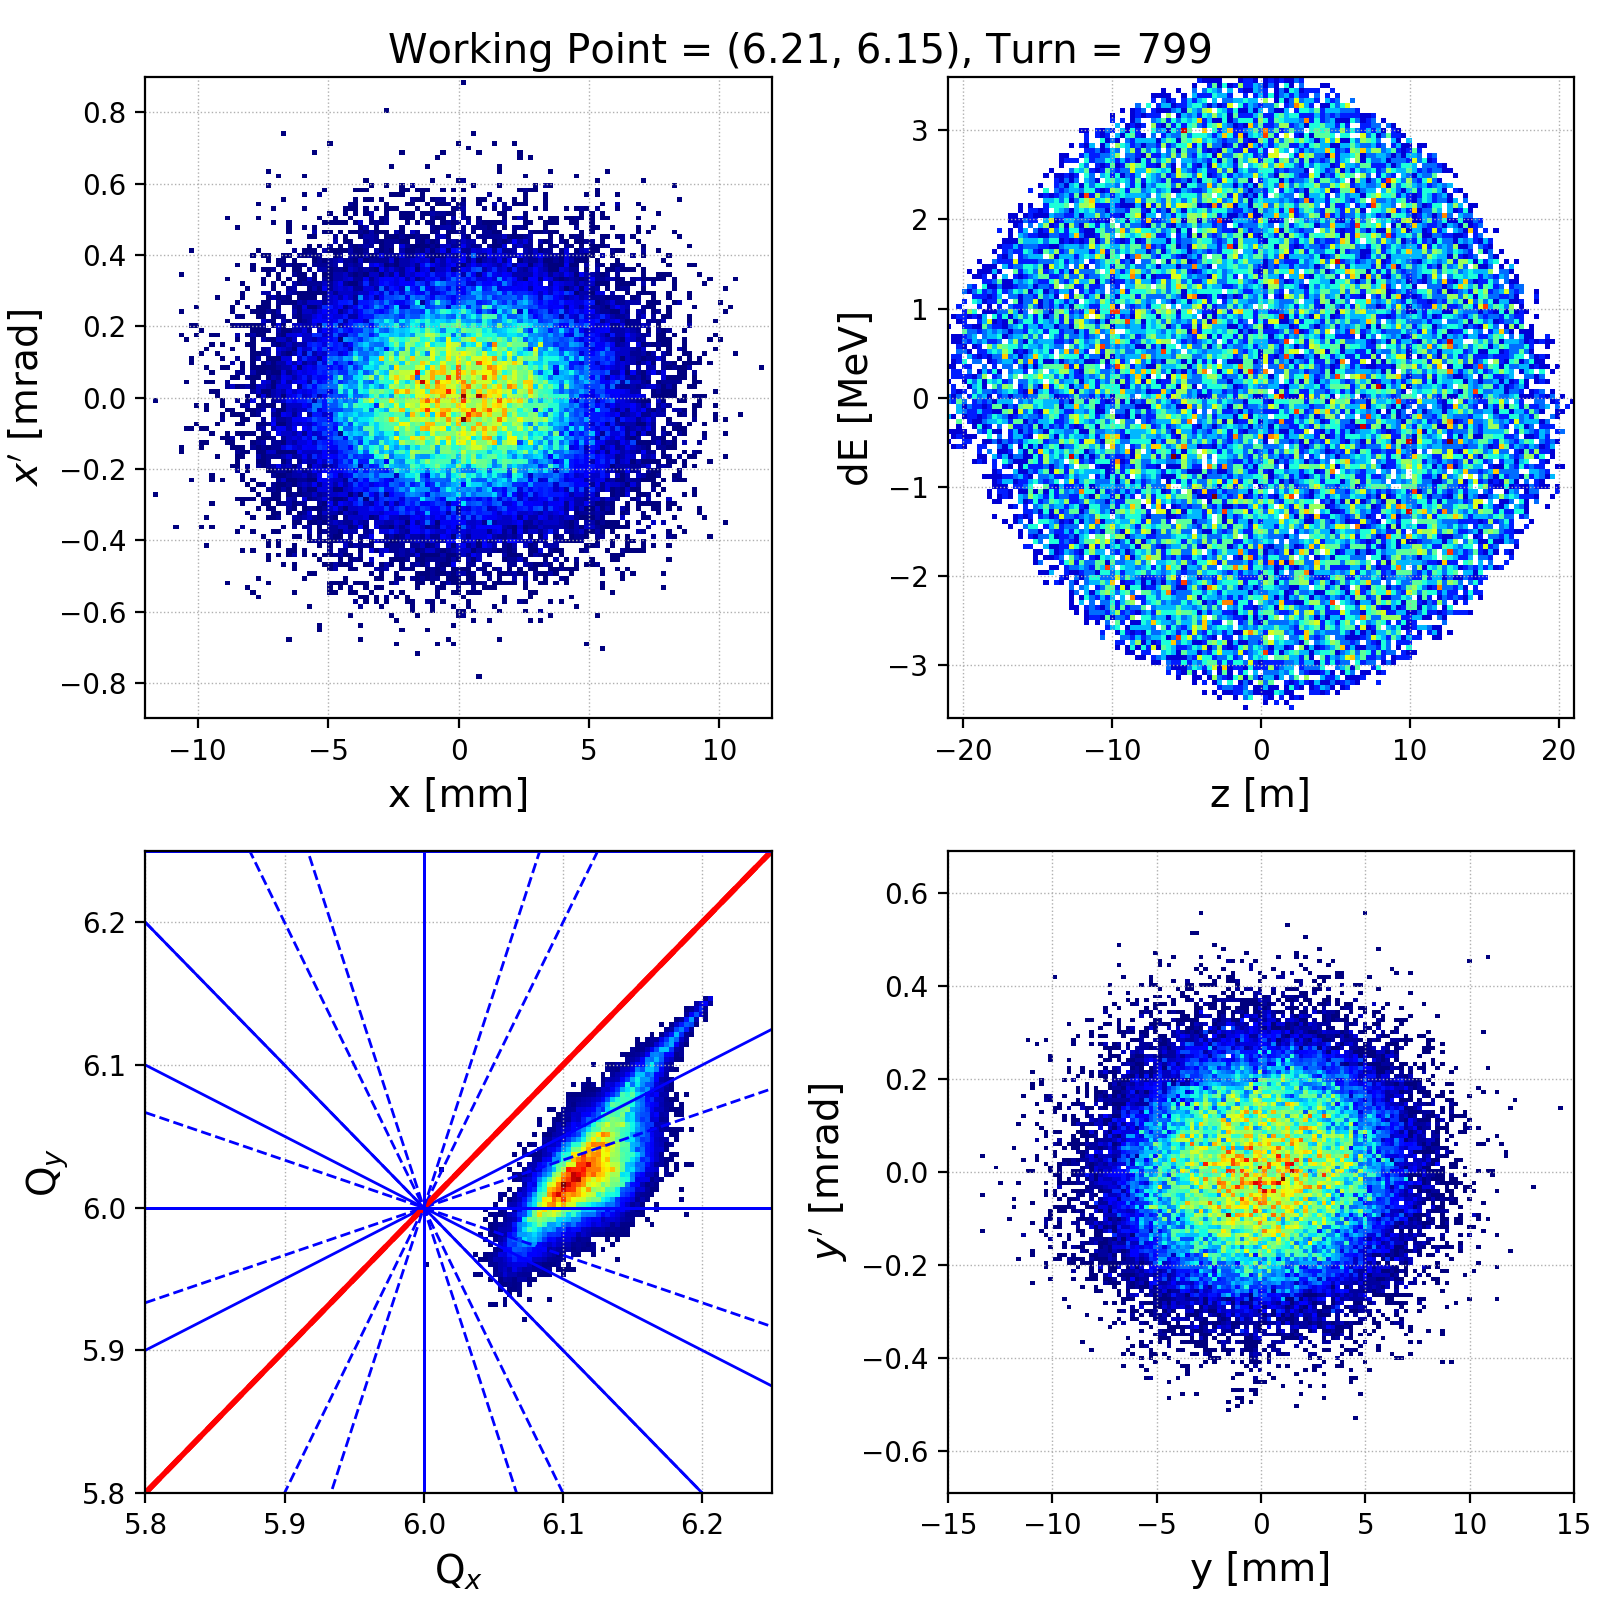 Working Point = (6.21, 6.15), Turn = 799
0.8
0.6
0.4
0.2
0.0
−0.2
−0.4
−0.6
−0.8
x′ [mrad]
−10 −5 0 5 10
x [mm]
3
2
1
0
−1
−2
−3
dE [MeV]
−20 −10 0 10 20
z [m]
6.2
6.1
6.0
5.9
5.8
Qy
5.8 5.9 6.0 6.1 6.2
Qx
0.6
0.4
0.2
0.0
−0.2
−0.4
−0.6
y′ [mrad]
−15 −10 −5 0 5 10 15
y [mm]